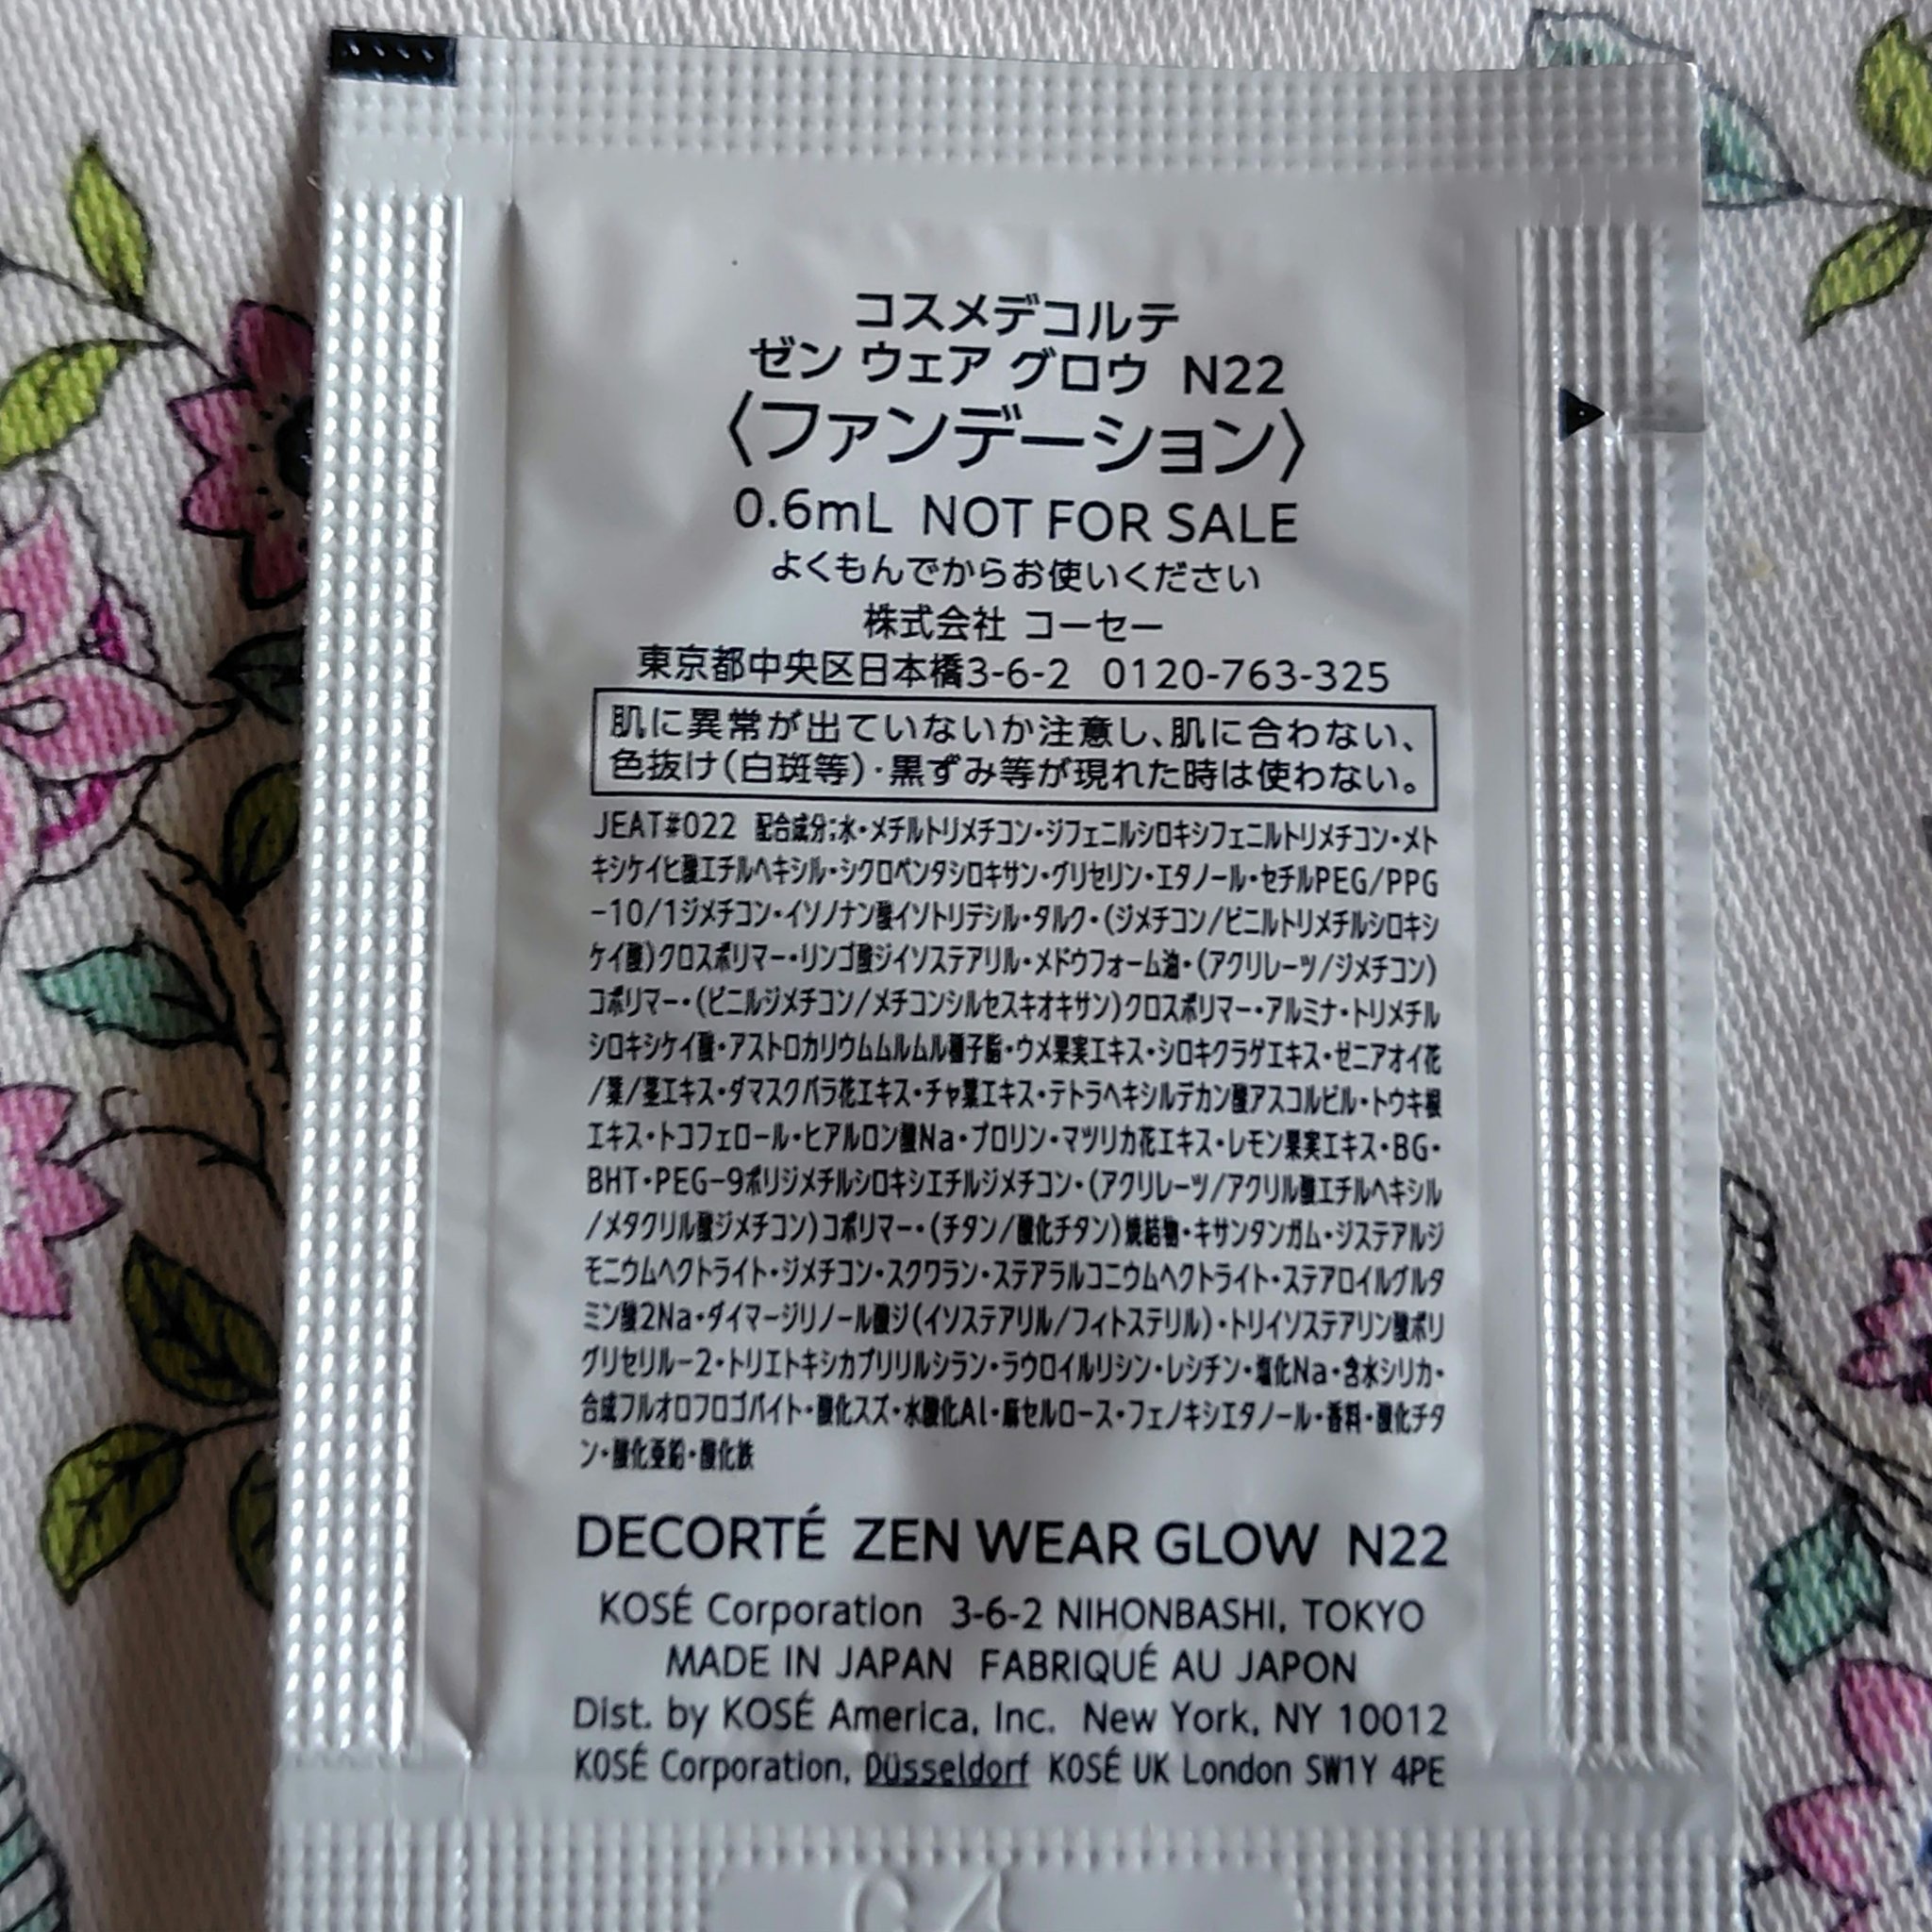 コスメデコルテ
ゼン ウェア グロウ N22
〈ファンデーション〉
0.6mL NOT FOR SALE
よくもんでからお使いください
株式会社 コーセー
東京都中央区日本橋3-6-2 0120-763-325
肌に異常が出ていないか注意し、肌に合わない、
色抜け(白斑等)･黒ずみ等が現れた時は使わない。
JEAT#022 配合成分;水・メチルトリメチコン・ジフェニルシロキシフェニルトリメチコン・メト
キシケイヒ酸エチルヘキシル・シクロペンタシロキサン・グリセリン・エタノール・セチルPEG/PPG
-10/1ジメチコン・イソノナン酸イソトリデシル・タルク・(ジメチコン/ビニルトリメチルシロキシ
ケイ酸)クロスポリマー・リンゴ酸ジイソステアリル・メドウフォーム油・(アクリレーツ/ジメチコン)
コポリマー・(ビニルジメチコン/メチコンシルセスキオキサン)クロスポリマー・アルミナ・トリメチル
シロキシケイ酸・アストロカリウムムルムル種子脂・ウメ果実エキス・シロキクラゲエキス・ゼニアオイ花
/葉/茎エキス・ダマスクバラ花エキス・チャ葉エキス・テトラヘキシルデカン酸アスコルビル・トウキ根
エキス・トコフェロール・ヒアルロン酸Na・プロリン・マツリカ花エキス・レモン果実エキス・BG・
BHT・PEG-9ポリジメチルシロキシエチルジメチコン・(アクリレーツ/アクリル酸エチルヘキシル
/メタクリル酸ジメチコン)コポリマー・(チタン/酸化チタン)焼結物・キサンタンガム・ジステアルジ
モニウムヘクトライト・ジメチコン・スクワラン・ステアラルコニウムヘクトライト・ステアロイルグルタ
ミン酸2Na・ダイマージリノール酸ジ(イソステアリル/フィトステリル)・トリイソステアリン酸ポリ
グリセリル-2・トリエトキシカプリリルシラン・ラウロイルリシン・レシチン・塩化Na・含水シリカ・
合成フルオロフロゴパイト・酸化スズ・水酸化Al・麻セルロース・フェノキシエタノール・香料・酸化チタ
ン・酸化亜鉛・酸化鉄
DECORTÉ ZEN WEAR GLOW N22
KOSÉ Corporation 3-6-2 NIHONBASHI, TOKYO
MADE IN JAPAN FABRIQUÉ AU JAPON
Dist. by KOSÉ America, Inc. New York, NY 10012
KOSÉ Corporation, Düsseldorf KOSÉ UK London SW1Y 4PE